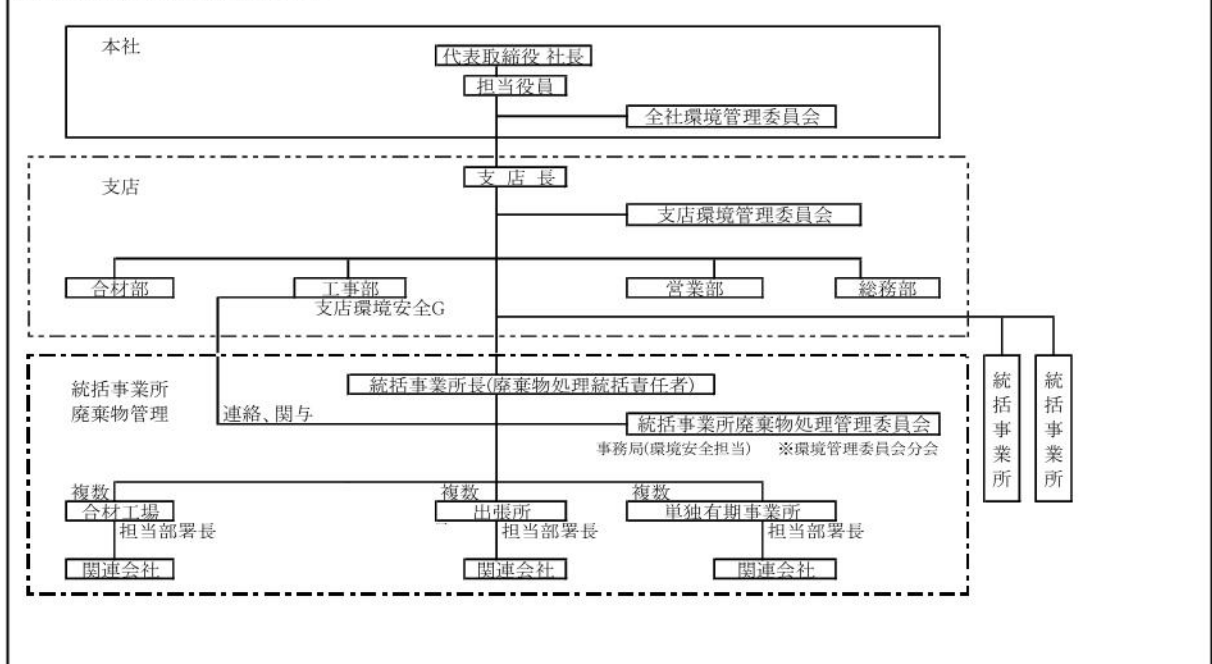 本社
代表取締役 社長
担当役員
全社環境管理委員会
支店
支 店 長
支店環境管理委員会
合材部
工事部
営業部
総務部
支店環境安全G
統括事業所
統括事業所
統括事業所
廃棄物管理
統括事業所長(廃棄物処理統括責任者)
連絡、関与
統括事業所廃棄物処理管理委員会
事務局(環境安全担当) ※環境管理委員会分会
複数
複数
複数
合材工場
出張所
単独有期事業所
担当部署長
担当部署長
担当部署長
関連会社
関連会社
関連会社